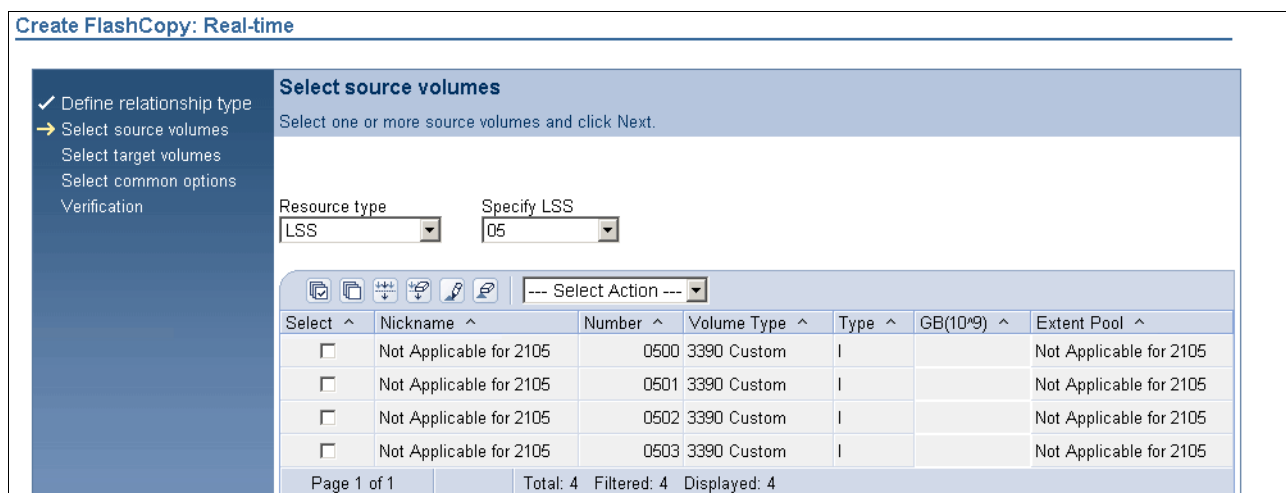 Create FlashCopy: Real-time
Define relationship type
Select source volumes
Select target volumes
Select common options
Verification
Select source volumes
Select one or more source volumes and click Next.
Resource type Specify LSS
LSS 05
--- Select Action ---
Select ^ Nickname ^ Number ^ Volume Type ^ Type ^ GB(10^9) ^ Extent Pool ^
Not Applicable for 2105 0500 3390 Custom I Not Applicable for 2105
Not Applicable for 2105 0501 3390 Custom I Not Applicable for 2105
Not Applicable for 2105 0502 3390 Custom I Not Applicable for 2105
Not Applicable for 2105 0503 3390 Custom I Not Applicable for 2105
Page 1 of 1 Total: 4 Filtered: 4 Displayed: 4